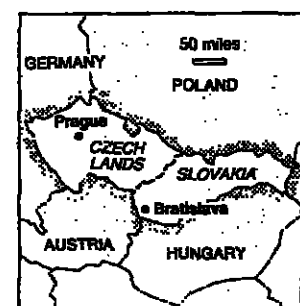 50 miles
GERMANY
POLAND
Prague
CZECH
LANDS
SLOVAKIA
Bratislava
AUSTRIA
HUNGARY